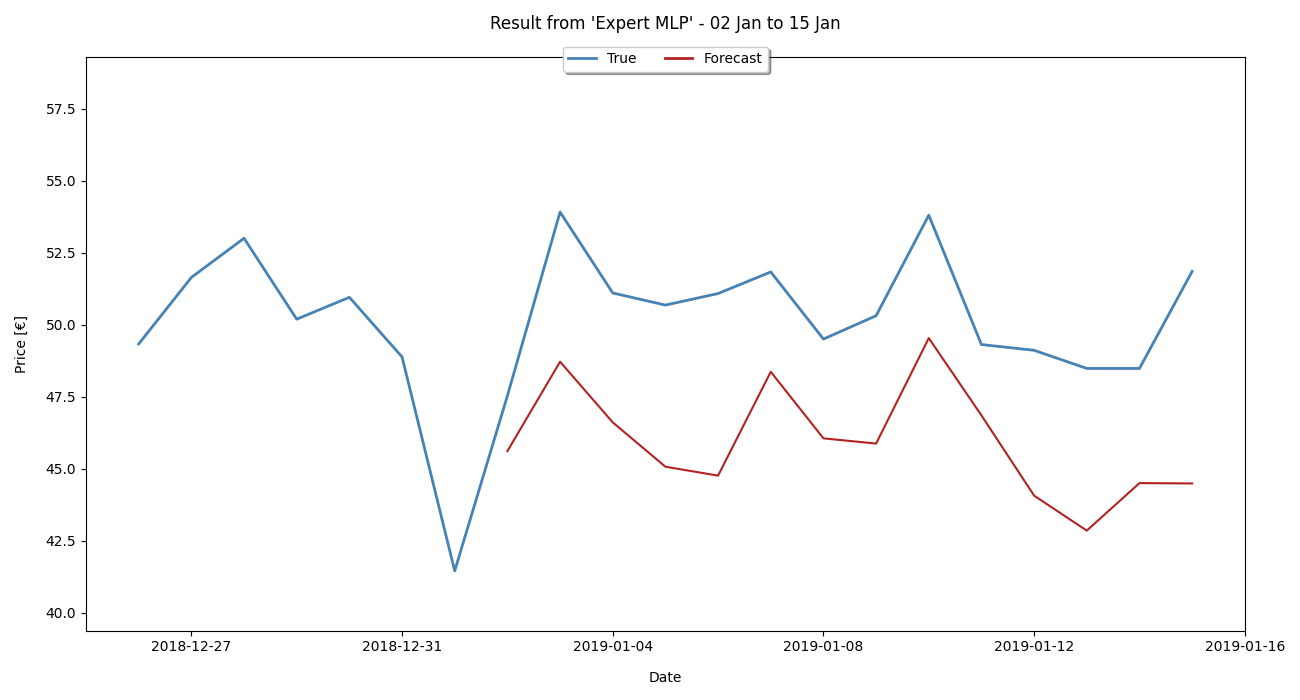 Result from 'Expert MLP' - 02 Jan to 15 Jan
True
Forecast
57.5
55.0
52.5
50.0
47.5
45.0
42.5
40.0
Price [€]
2018-12-27
2018-12-31
2019-01-04
2019-01-08
2019-01-12
2019-01-16
Date